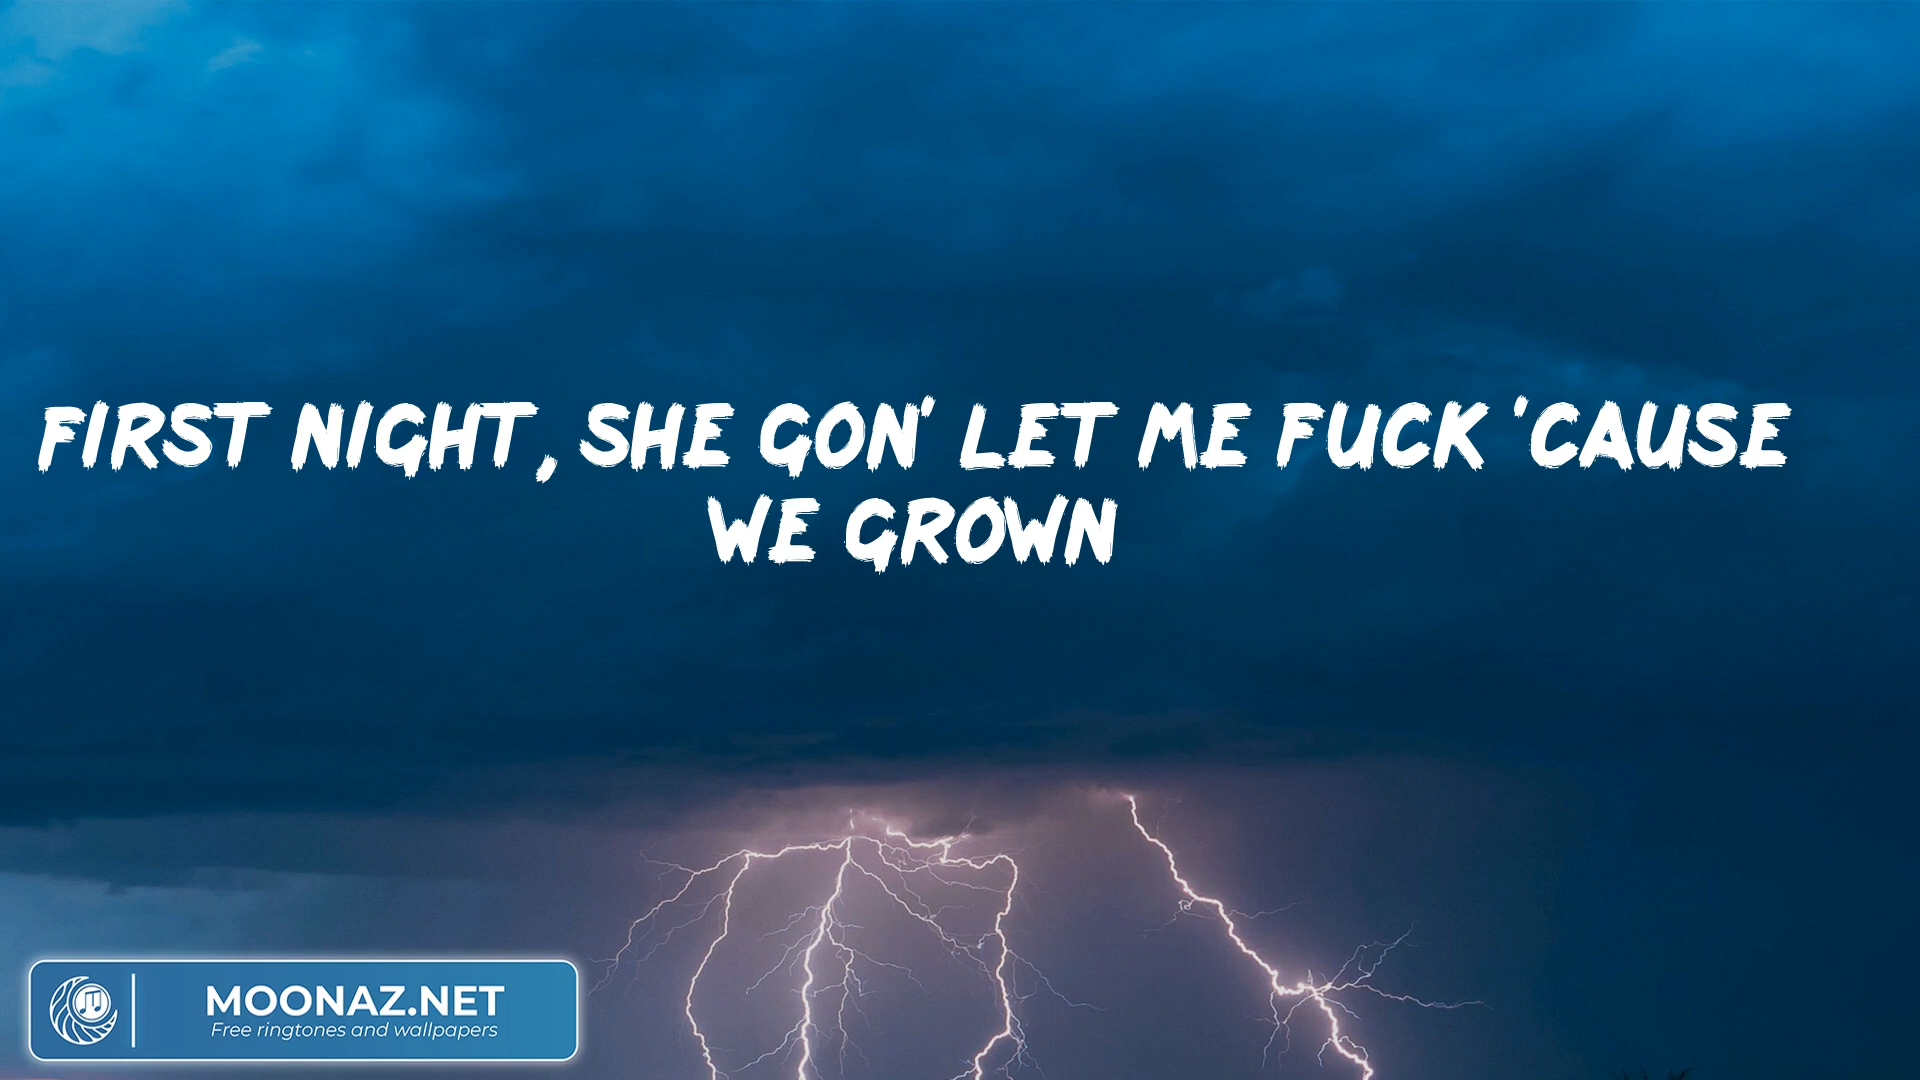 FIRST NIGHT, SHE GON' LET ME FUCK 'CAUSE
WE GROWN
MOONAZ.NET
Free ringtones and wallpapers